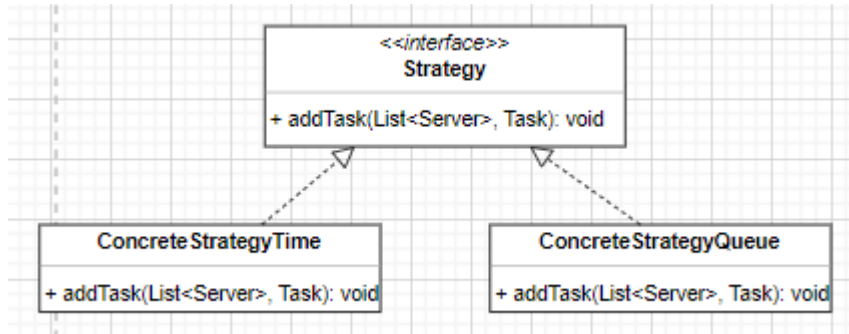 <<interface>>
Strategy
+ addTask(List<Server>, Task): void
ConcreteStrategyTime
+ addTask(List<Server>, Task): void
ConcreteStrategyQueue
+ addTask(List<Server>, Task): void